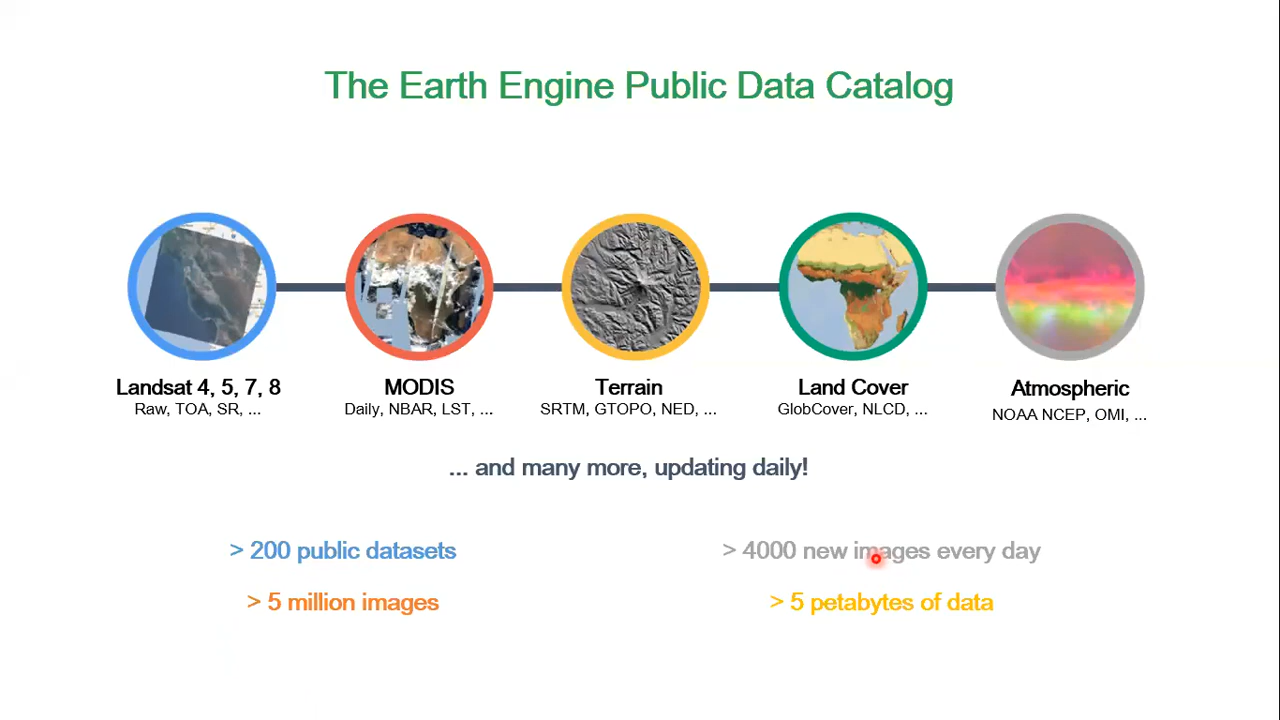 The Earth Engine Public Data Catalog
Landsat 4, 5, 7, 8
Raw, TOA, SR, ...
MODIS
Daily, NBAR, LST, ...
Terrain
SRTM, GTOPO, NED, ...
Land Cover
GlobCover, NLCD, ...
Atmospheric
NOAA NCEP, OMI, ...
... and many more, updating daily!
> 200 public datasets
> 4000 new images every day
> 5 million images
> 5 petabytes of data